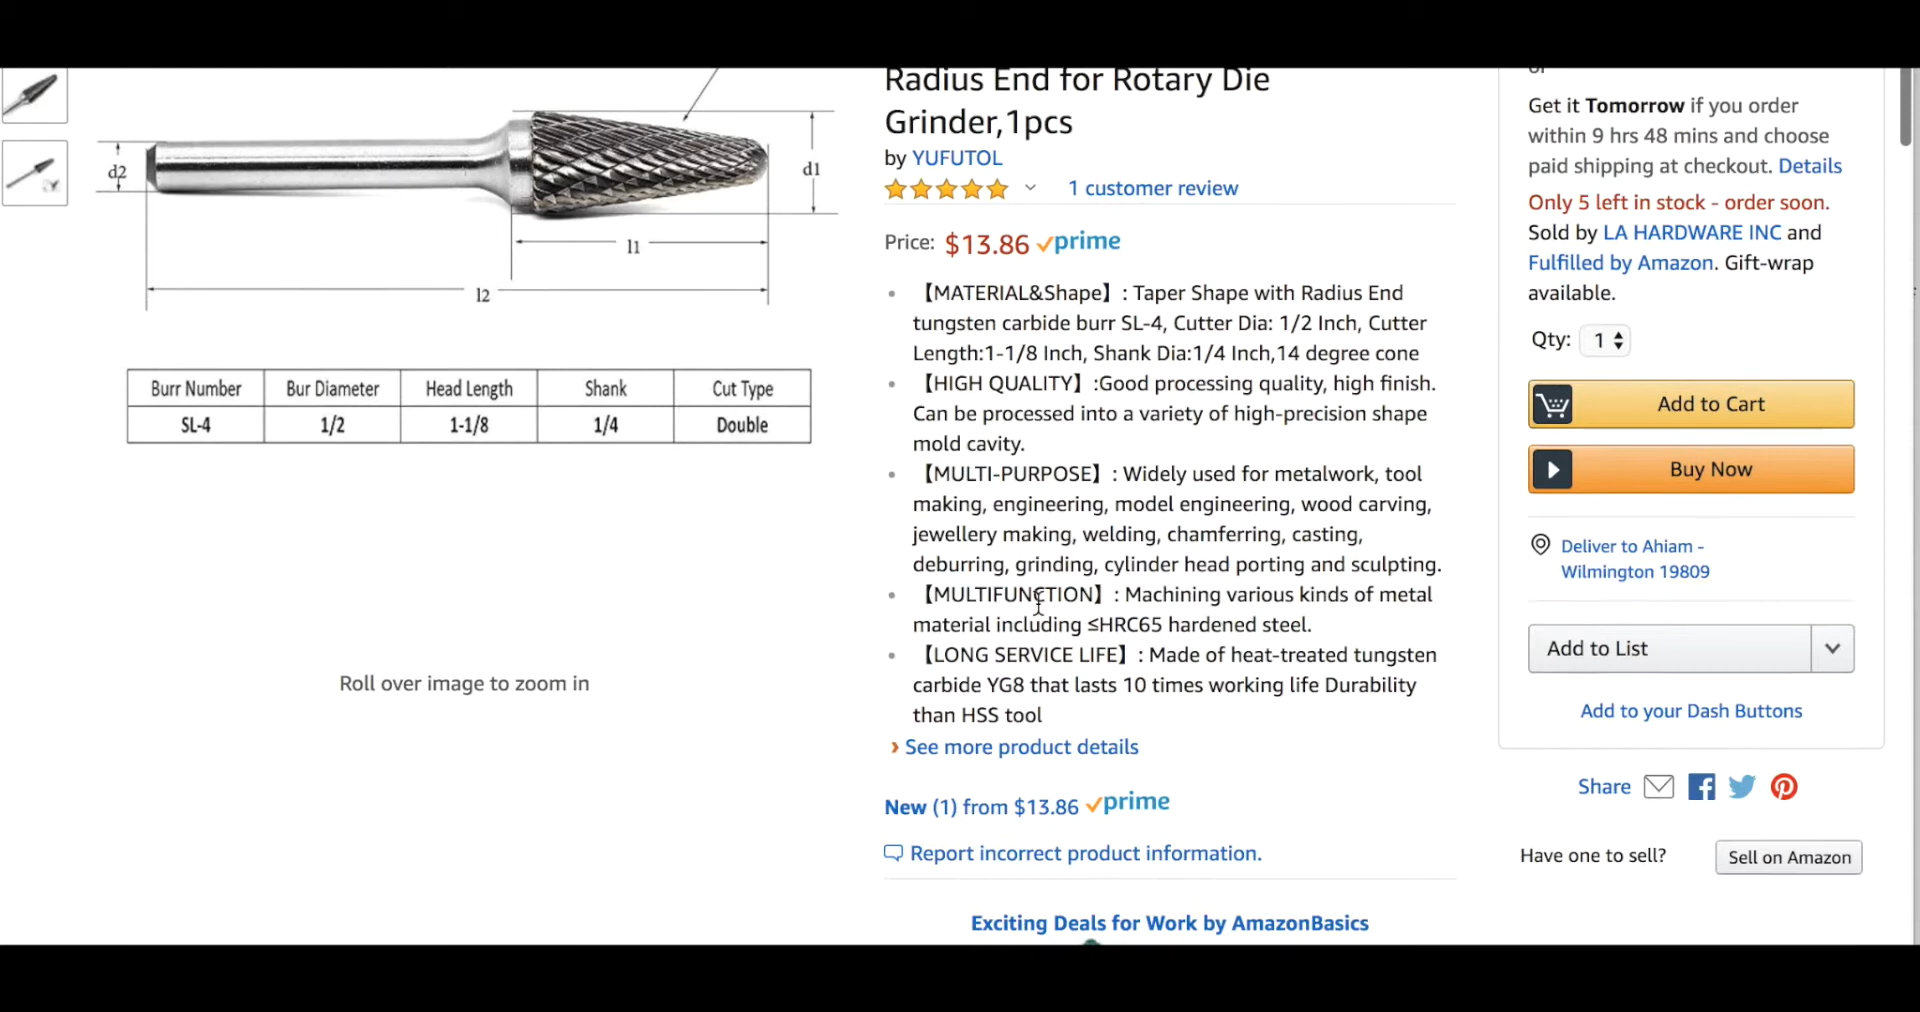 Radius End for Rotary Die
Grinder,1pcs
by YUFUTOL
1 customer review
Price: $13.86 prime
【MATERIAL&Shape】: Taper Shape with Radius End
tungsten carbide burr SL-4, Cutter Dia: 1/2 Inch, Cutter
Length:1-1/8 Inch, Shank Dia:1/4 Inch,14 degree cone
【HIGH QUALITY】:Good processing quality, high finish.
Can be processed into a variety of high-precision shape
mold cavity.
【MULTI-PURPOSE】: Widely used for metalwork, tool
making, engineering, model engineering, wood carving,
jewellery making, welding, chamferring, casting,
deburring, grinding, cylinder head porting and sculpting.
【MULTIFUNCTION】: Machining various kinds of metal
material including ≤HRC65 hardened steel.
【LONG SERVICE LIFE】: Made of heat-treated tungsten
carbide YG8 that lasts 10 times working life Durability
than HSS tool
› See more product details
New (1) from $13.86 prime
Report incorrect product information.
Exciting Deals for Work by AmazonBasics
d2
d1
l1
l2
Burr Number Bur Diameter Head Length Shank Cut Type
SL-4 1/2 1-1/8 1/4 Double
Roll over image to zoom in
or
Get it Tomorrow if you order
within 9 hrs 48 mins and choose
paid shipping at checkout. Details
Only 5 left in stock - order soon.
Sold by LA HARDWARE INC and
Fulfilled by Amazon. Gift-wrap
available.
Qty: 1
Add to Cart
Buy Now
Deliver to Ahiam -
Wilmington 19809
Add to List
Add to your Dash Buttons
Share
Have one to sell? Sell on Amazon